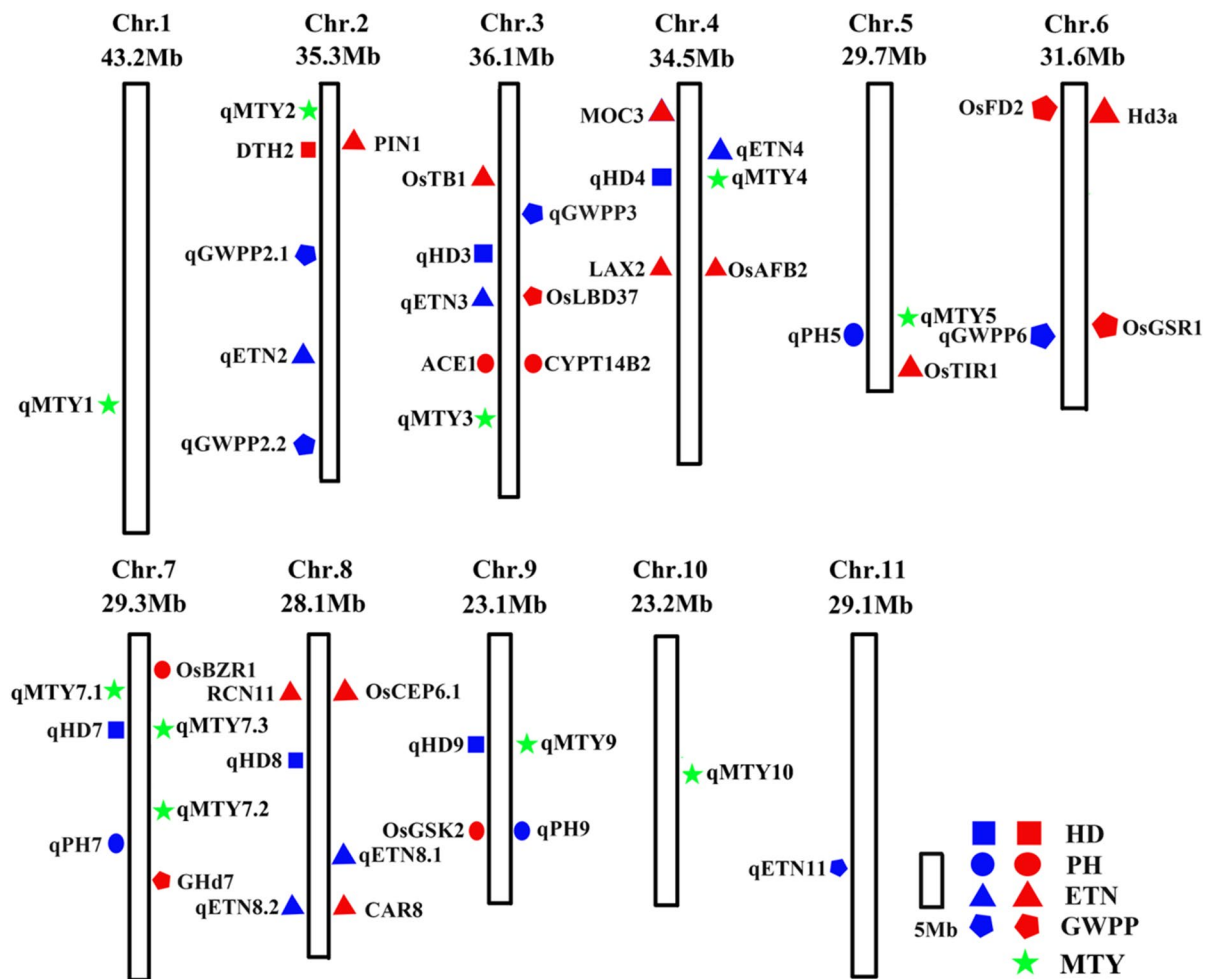 Chr.1
43.2Mb
qMTY1
Chr.2
35.3Mb
qMTY2
DTH2
PIN1
qGWPP2.1
qETN2
qGWPP2.2
Chr.3
36.1Mb
OsTB1
qGWPP3
qHD3
qETN3
OsLBD37
ACE1
CYPT14B2
qMTY3
Chr.4
34.5Mb
MOC3
qETN4
qHD4
qMTY4
LAX2
OsAFB2
Chr.5
29.7Mb
qMTY5
qPH5
OsTIR1
Chr.6
31.6Mb
OsFD2
Hd3a
OsGSR1
qGWPP6
Chr.7
29.3Mb
OsBZR1
qMTY7.1
qHD7
qMTY7.3
qMTY7.2
qPH7
GHd7
Chr.8
28.1Mb
RCN11
OsCEP6.1
qHD8
qETN8.1
qETN8.2
CAR8
Chr.9
23.1Mb
qHD9
qMTY9
OsGSK2
qPH9
Chr.10
23.2Mb
qMTY10
Chr.11
29.1Mb
qETN11
5Mb
HD
PH
ETN
GWPP
MTY